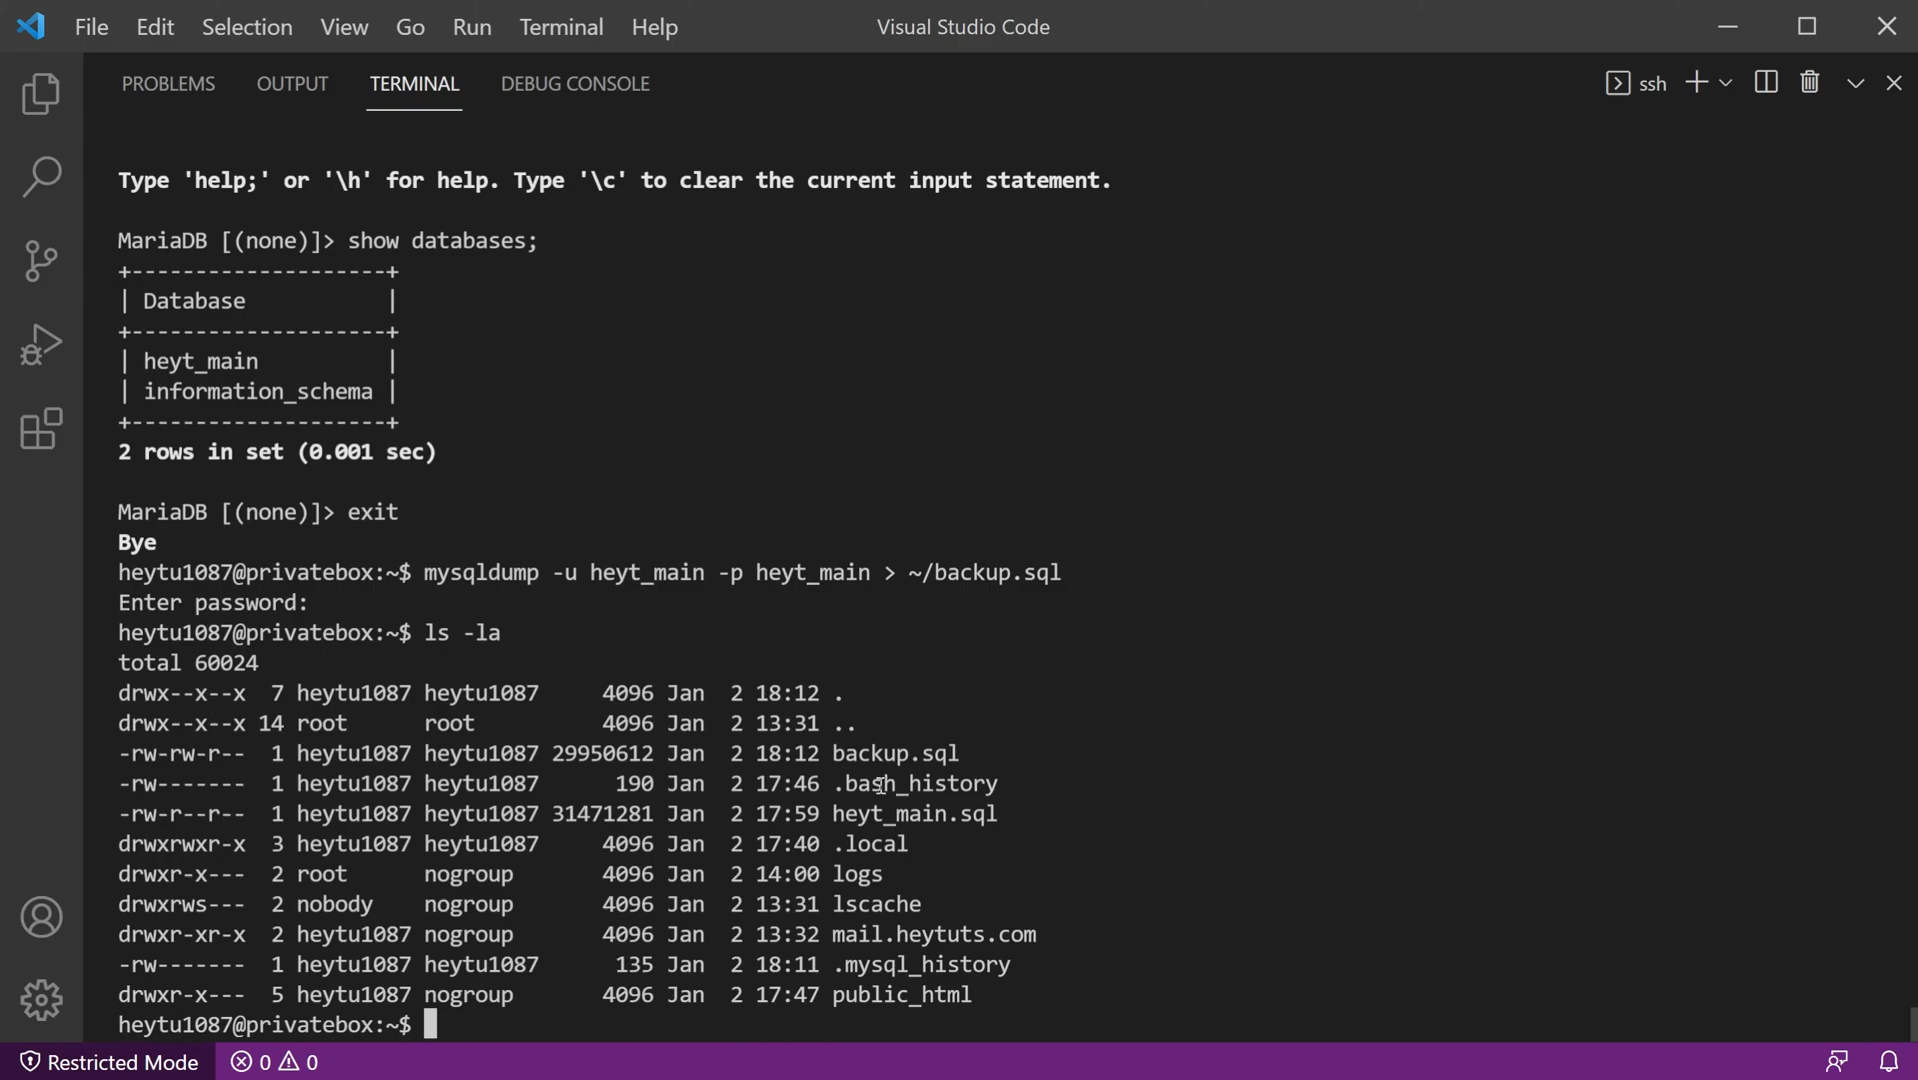 File Edit Selection View Go Run Terminal Help Visual Studio Code
PROBLEMS OUTPUT TERMINAL DEBUG CONSOLE ssh
Type 'help;' or '\h' for help. Type '\c' to clear the current input statement.
MariaDB [(none)]> show databases;
+--------------------+
| Database           |
+--------------------+
| heyt_main          |
| information_schema |
+--------------------+
2 rows in set (0.001 sec)
MariaDB [(none)]> exit
Bye
heytu1087@privatebox:~$ mysqldump -u heyt_main -p heyt_main > ~/backup.sql
Enter password:
heytu1087@privatebox:~$ ls -la
total 60024
drwx--x--x  7 heytu1087 heytu1087     4096 Jan  2 18:12 .
drwx--x--x 14 root      root          4096 Jan  2 13:31 ..
-rw-rw-r--  1 heytu1087 heytu1087 29950612 Jan  2 18:12 backup.sql
-rw-------  1 heytu1087 heytu1087      190 Jan  2 17:46 .bash_history
-rw-r--r--  1 heytu1087 heytu1087 31471281 Jan  2 17:59 heyt_main.sql
drwxrwxr-x  3 heytu1087 heytu1087     4096 Jan  2 17:40 .local
drwxr-x---  2 root      nogroup       4096 Jan  2 14:00 logs
drwxrws---  2 nobody    nogroup       4096 Jan  2 13:31 lscache
drwxr-xr-x  2 heytu1087 nogroup       4096 Jan  2 13:32 mail.heytuts.com
-rw-------  1 heytu1087 heytu1087      135 Jan  2 18:11 .mysql_history
drwxr-x---  5 heytu1087 nogroup       4096 Jan  2 17:47 public_html
heytu1087@privatebox:~$
Restricted Mode 0 0